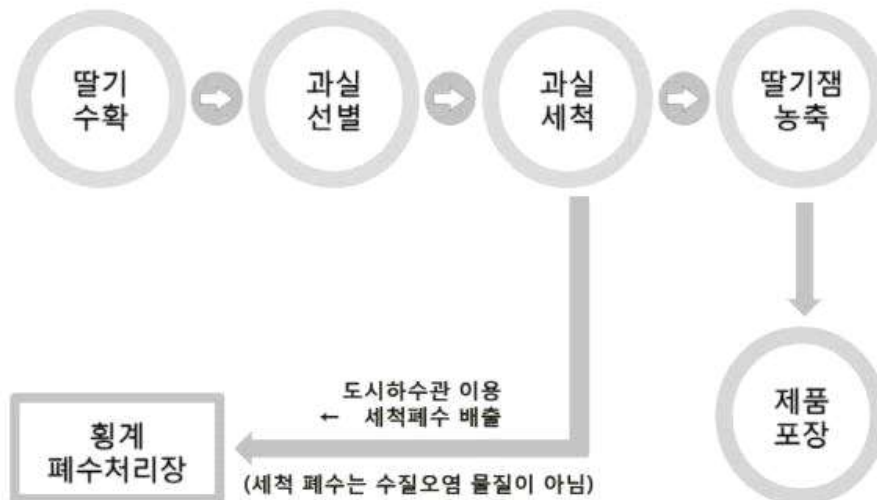 딸기
수확
과실
선별
과실
세척
딸기잼
농축
도시하수관 이용
← 세척폐수 배출
제품
포장
횡계
폐수처리장
(세척 폐수는 수질오염 물질이 아님)